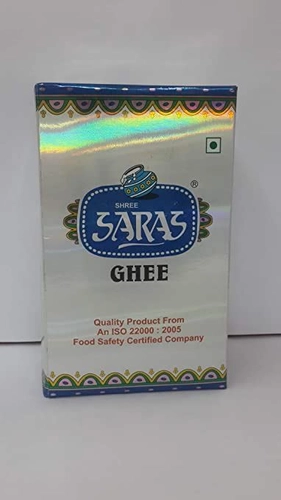 SHREE
SARAS
®
GHEE
Quality Product From
An ISO 22000 : 2005
Food Safety Certified Company